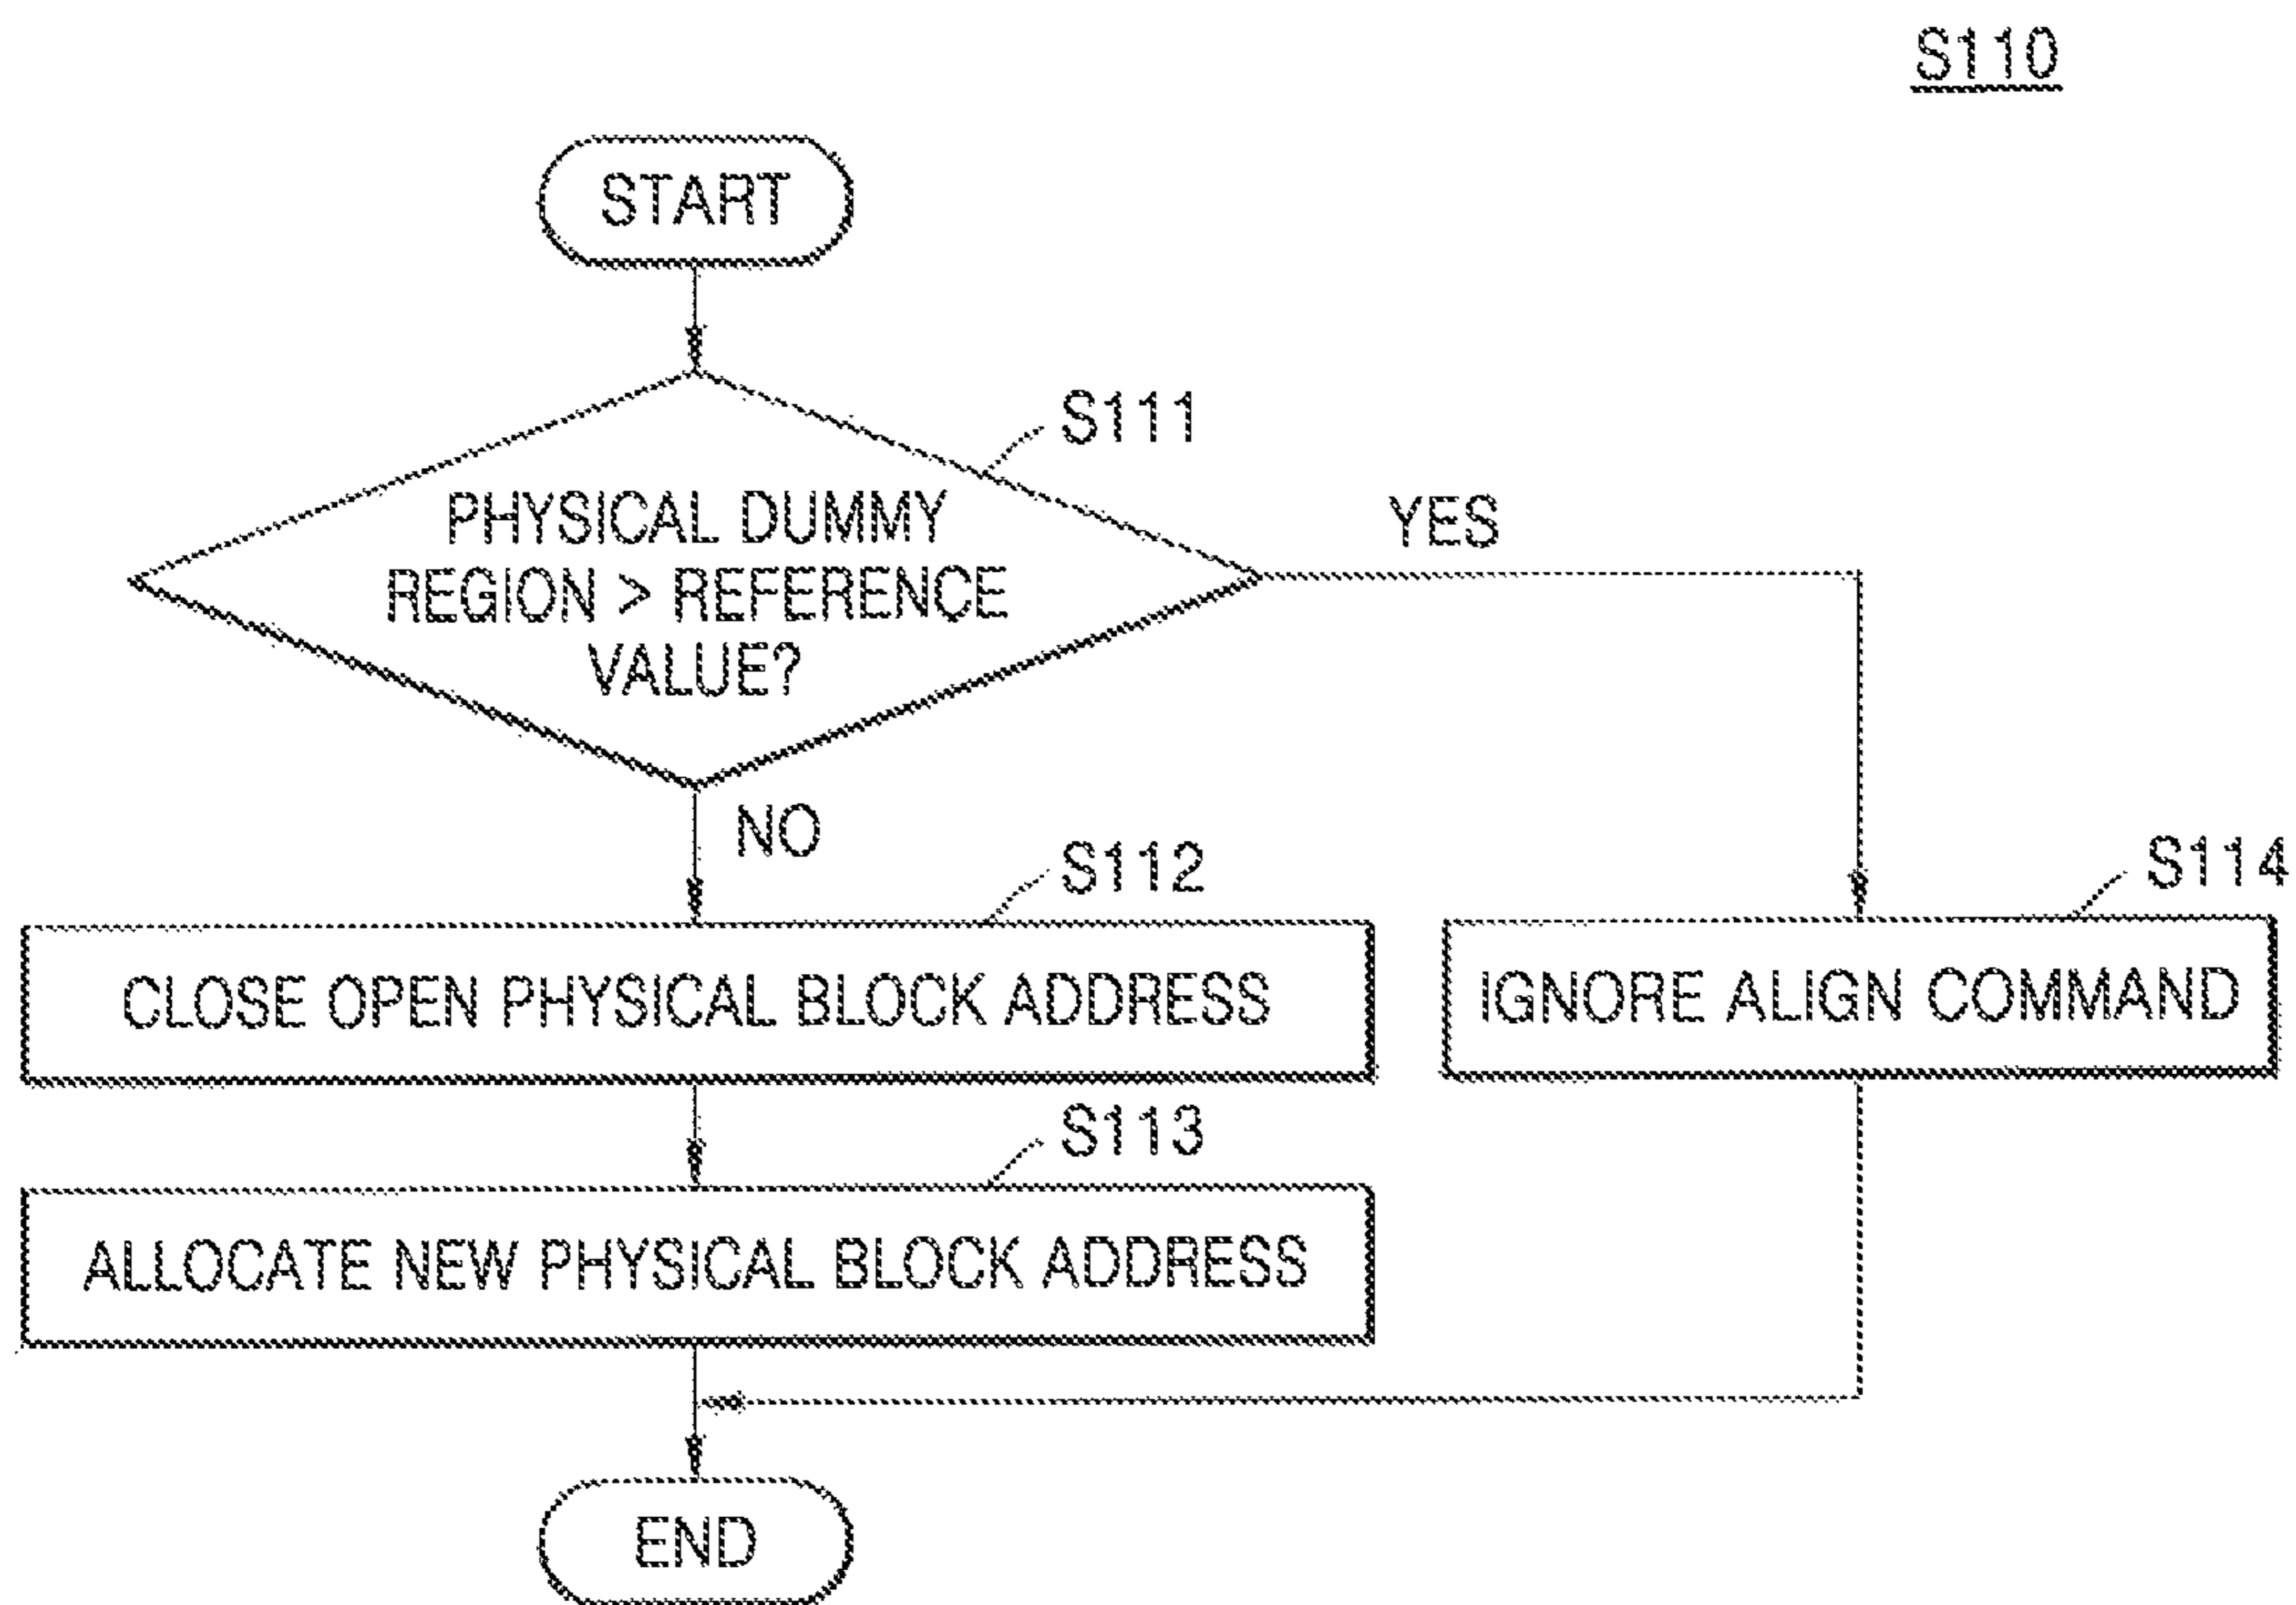 S110
START
S111
PHYSICAL DUMMY
REGION > REFERENCE
VALUE?
YES
NO
S112
CLOSE OPEN PHYSICAL BLOCK ADDRESS
S114
IGNORE ALIGN COMMAND
S113
ALLOCATE NEW PHYSICAL BLOCK ADDRESS
END